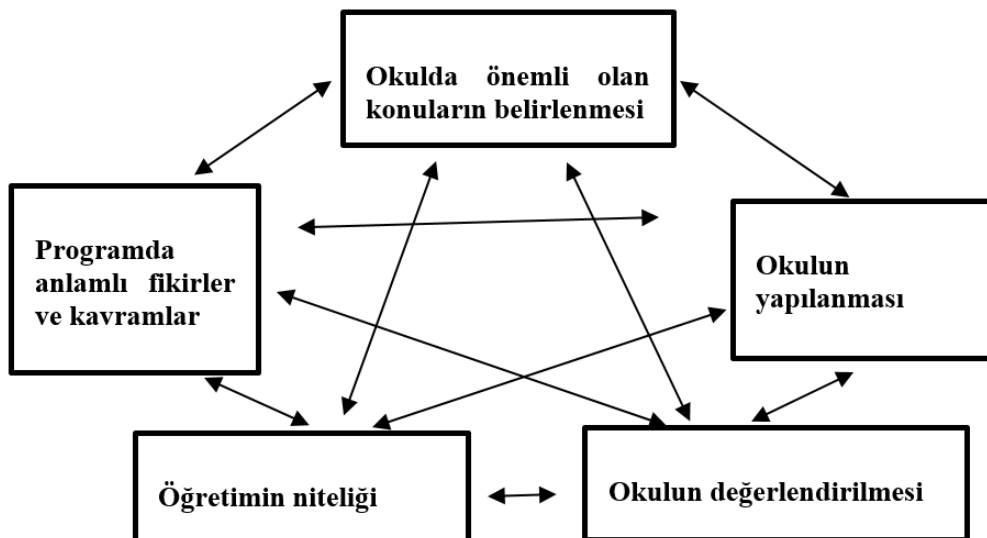 Okulda önemli olan
konuların belirlenmesi
Programda
anlamlı fikirler
ve kavramlar
Okulun
yapılanması
Öğretimin niteliği
Okulun değerlendirilmesi